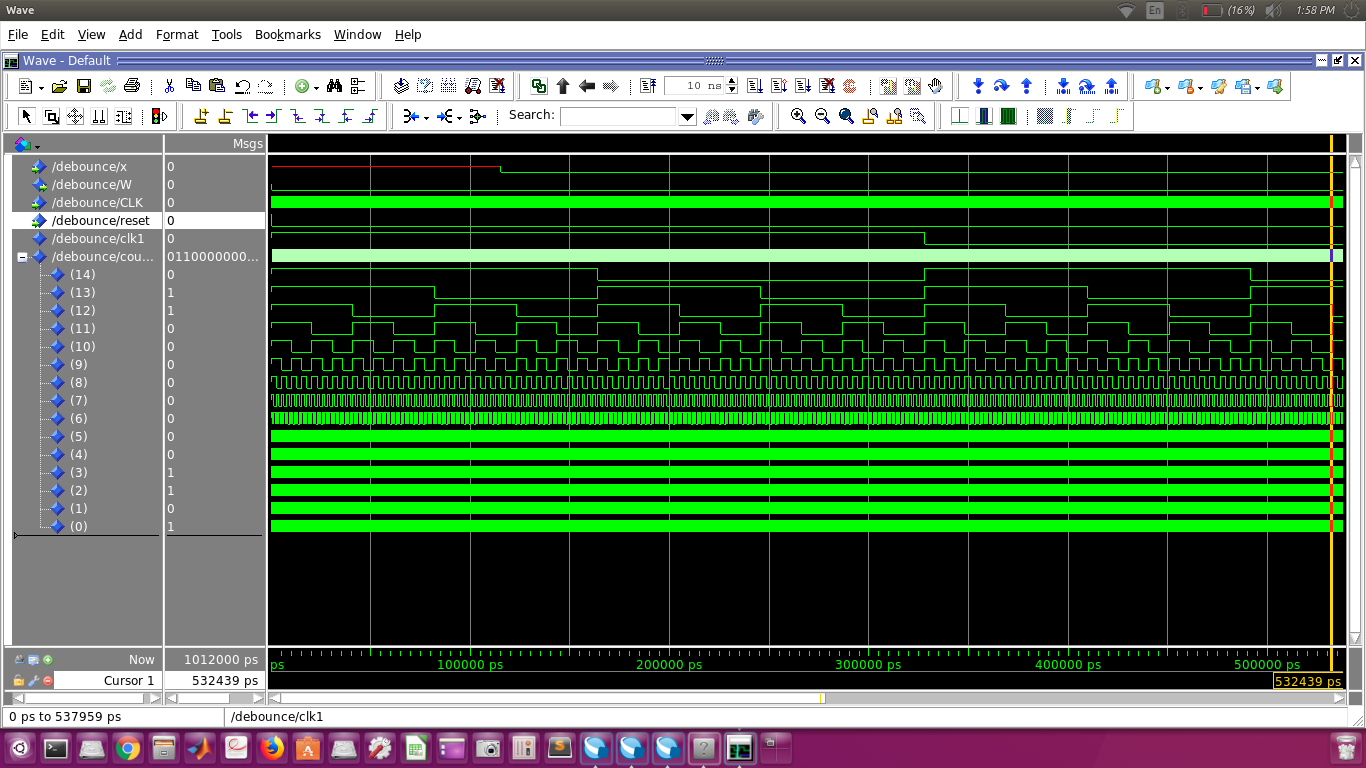 Wave
En
(16%)
1:58 PM
File Edit View Add Format Tools Bookmarks Window Help
Wave - Default
10 ns
Search:
Msgs
/debounce/x 0
/debounce/W 0
/debounce/CLK 0
/debounce/reset 0
/debounce/clk1 0
/debounce/cou... 0110000000...
(14) 0
(13) 1
(12) 1
(11) 0
(10) 0
(9) 0
(8) 0
(7) 0
(6) 0
(5) 0
(4) 0
(3) 1
(2) 1
(1) 0
(0) 1
Now 1012000 ps
ps 100000 ps 200000 ps 300000 ps 400000 ps 500000 ps
Cursor 1 532439 ps
532439 ps
0 ps to 537959 ps
/debounce/clk1